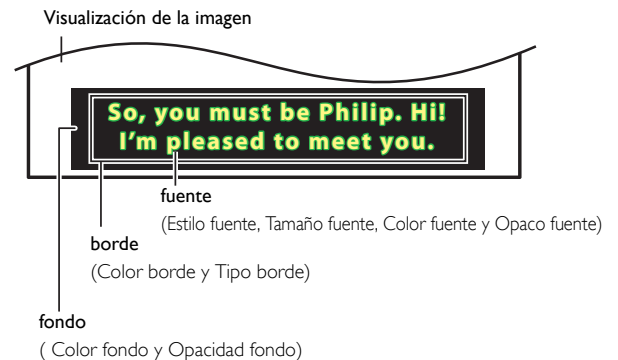 Visualización de la imagen
So, you must be Philip. Hi!
I'm pleased to meet you.
fuente
(Estilo fuente, Tamaño fuente, Color fuente y Opaco fuente)
borde
(Color borde y Tipo borde)
fondo
( Color fondo y Opacidad fondo)